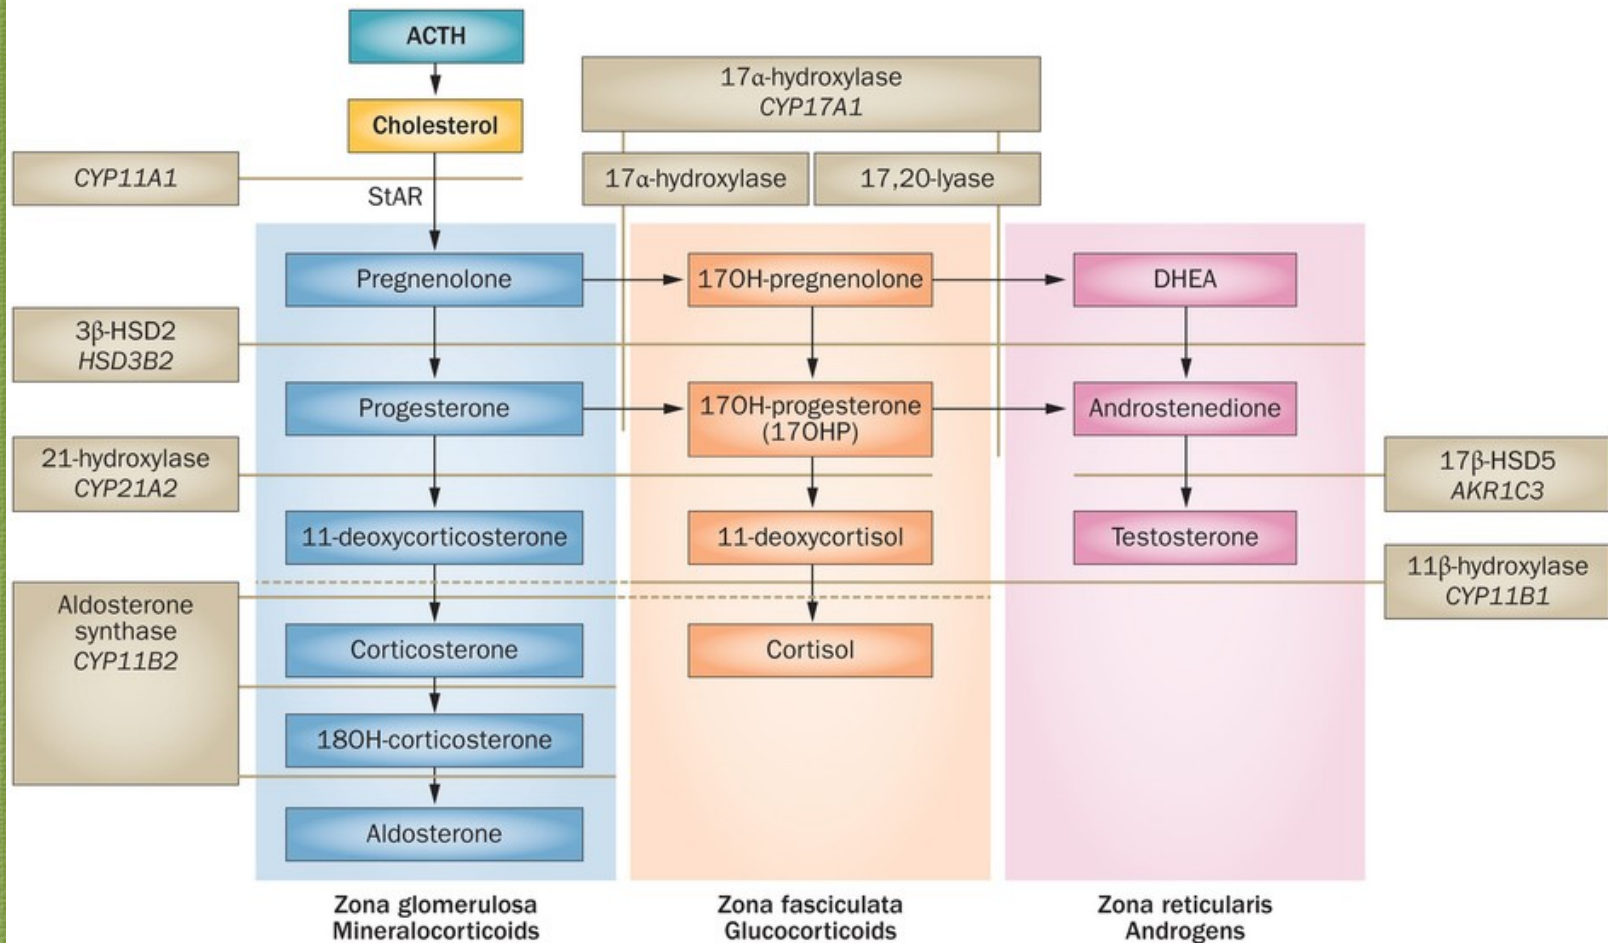 ACTH
Cholesterol
CYP11A1
StAR
17α-hydroxylase
CYP17A1
17α-hydroxylase
17,20-lyase
Pregnenolone
17OH-pregnenolone
DHEA
3β-HSD2
HSD3B2
Progesterone
17OH-progesterone
(17OHP)
Androstenedione
21-hydroxylase
CYP21A2
17β-HSD5
AKR1C3
11-deoxycorticosterone
11-deoxycortisol
Testosterone
11β-hydroxylase
CYP11B1
Aldosterone
synthase
CYP11B2
Corticosterone
Cortisol
18OH-corticosterone
Aldosterone
Zona glomerulosa
Mineralocorticoids
Zona fasciculata
Glucocorticoids
Zona reticularis
Androgens